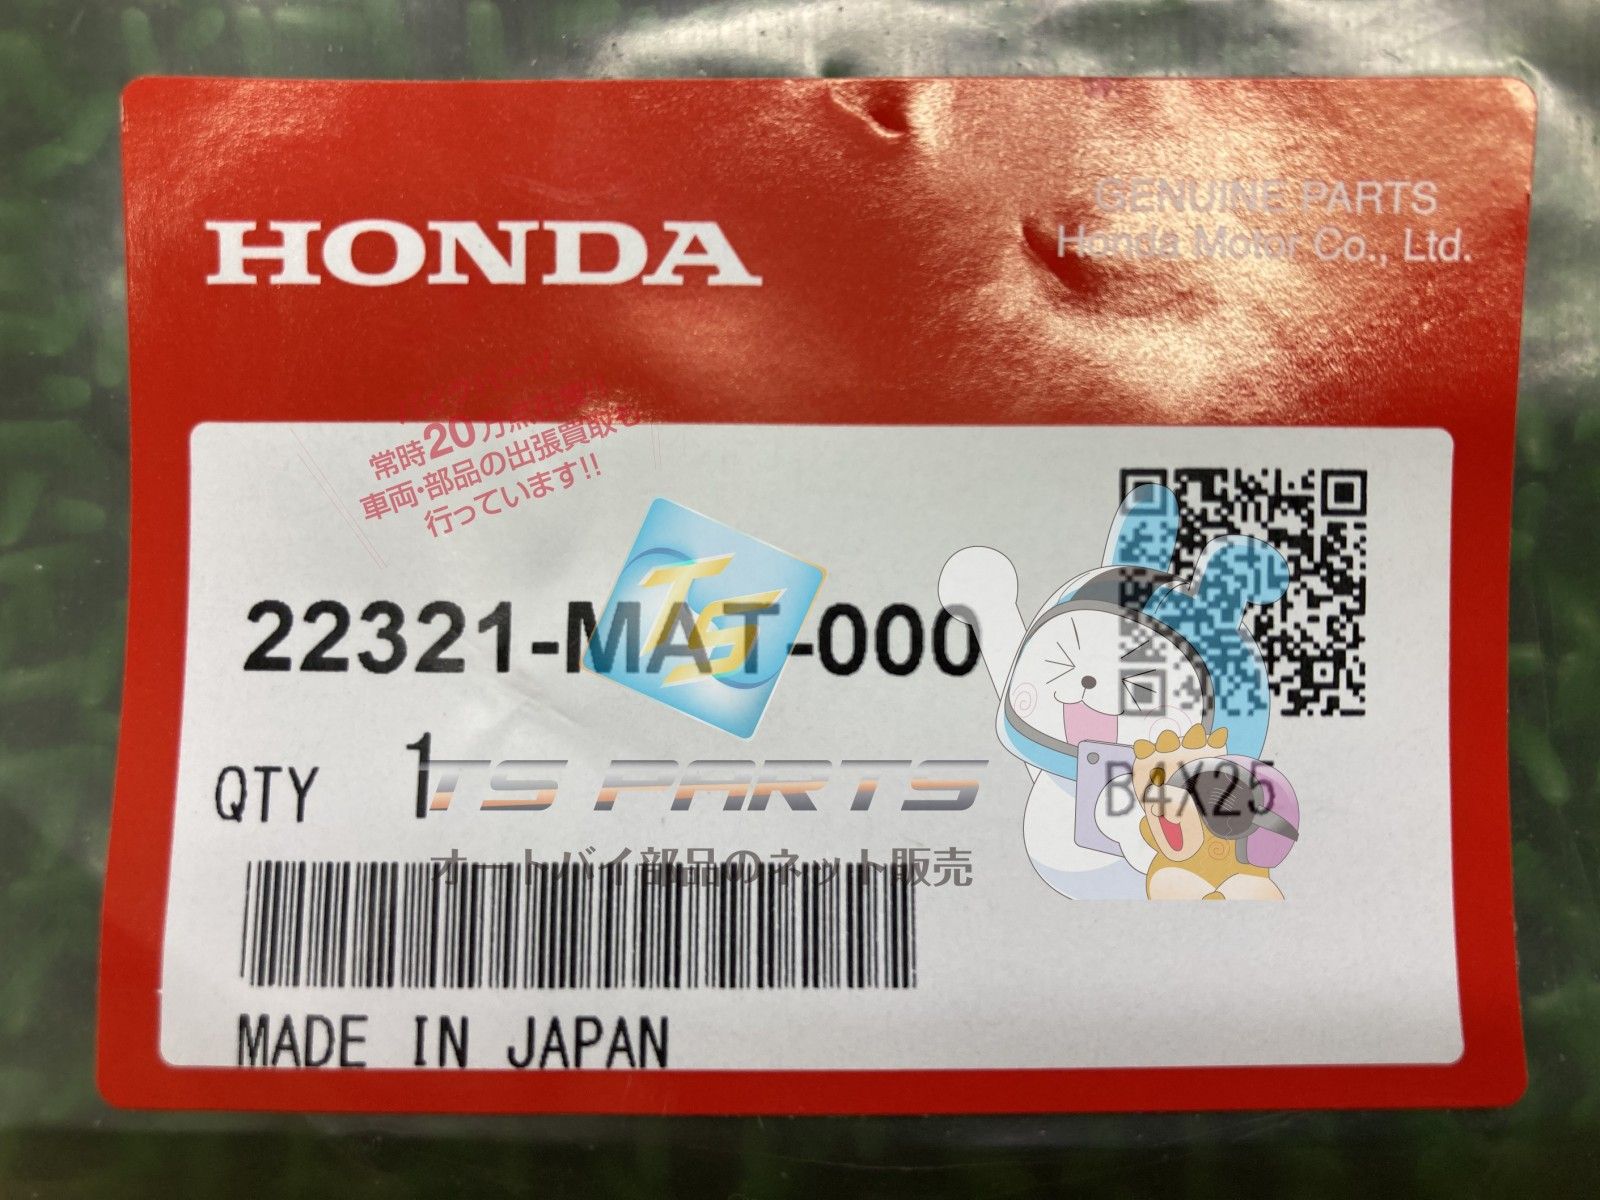 HONDA
GENUINE PARTS
Honda Motor Co., Ltd.
常時20万点在庫!!
車両・部品の出張買取も
行っています!!
22321-MAT-000
TS
QTY 1
B4X25
TS PARTS
オートバイ部品のネット販売
MADE IN JAPAN